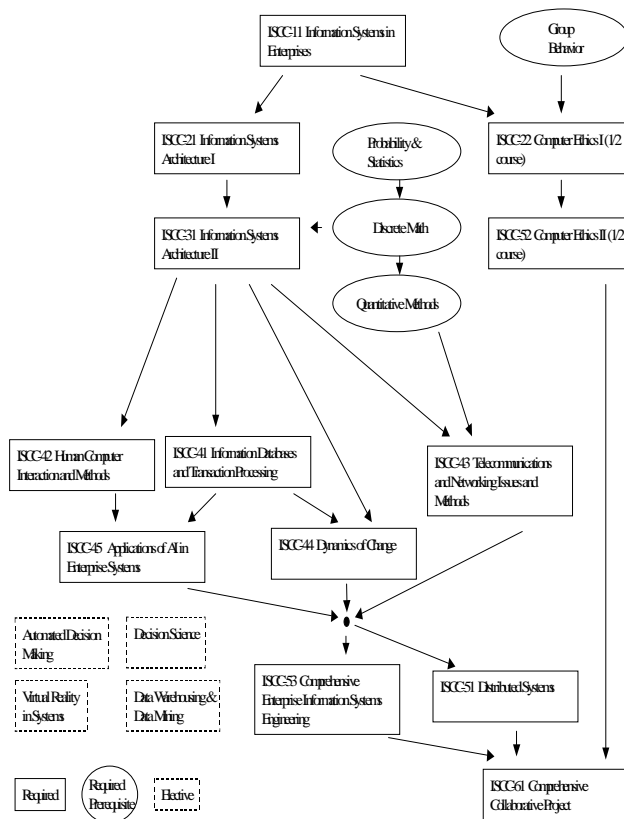 ISCC-11 Information Systems in
Enterprises
Group
Behavior
ISCC-21 Information Systems
Architecture I
Probability &
Statistics
ISCC-22 Computer Ethics I (1/2
course)
ISCC-31 Information Systems
Architecture II
Discrete Math
ISCC-52 Computer Ethics II (1/2
course)
Quantitative Methods
ISCC-42 Human Computer
Interaction and Methods
ISCC-41 Information Databases
and Transaction Processing
ISCC-43 Telecommunications
and Networking Issues and
Methods
ISCC-45 Applications of AI in
Enterprise Systems
ISCC-44 Dynamics of Change
Automated Decision
Making
Decision Science
Virtual Reality
in Systems
Data Warehousing &
Data Mining
ISCC-53 Comprehensive
Enterprise Information Systems
Engineering
ISCC-51 Distributed Systems
Required
Required
Prerequisite
Elective
ISCC-61 Comprehensive
Collaborative Project